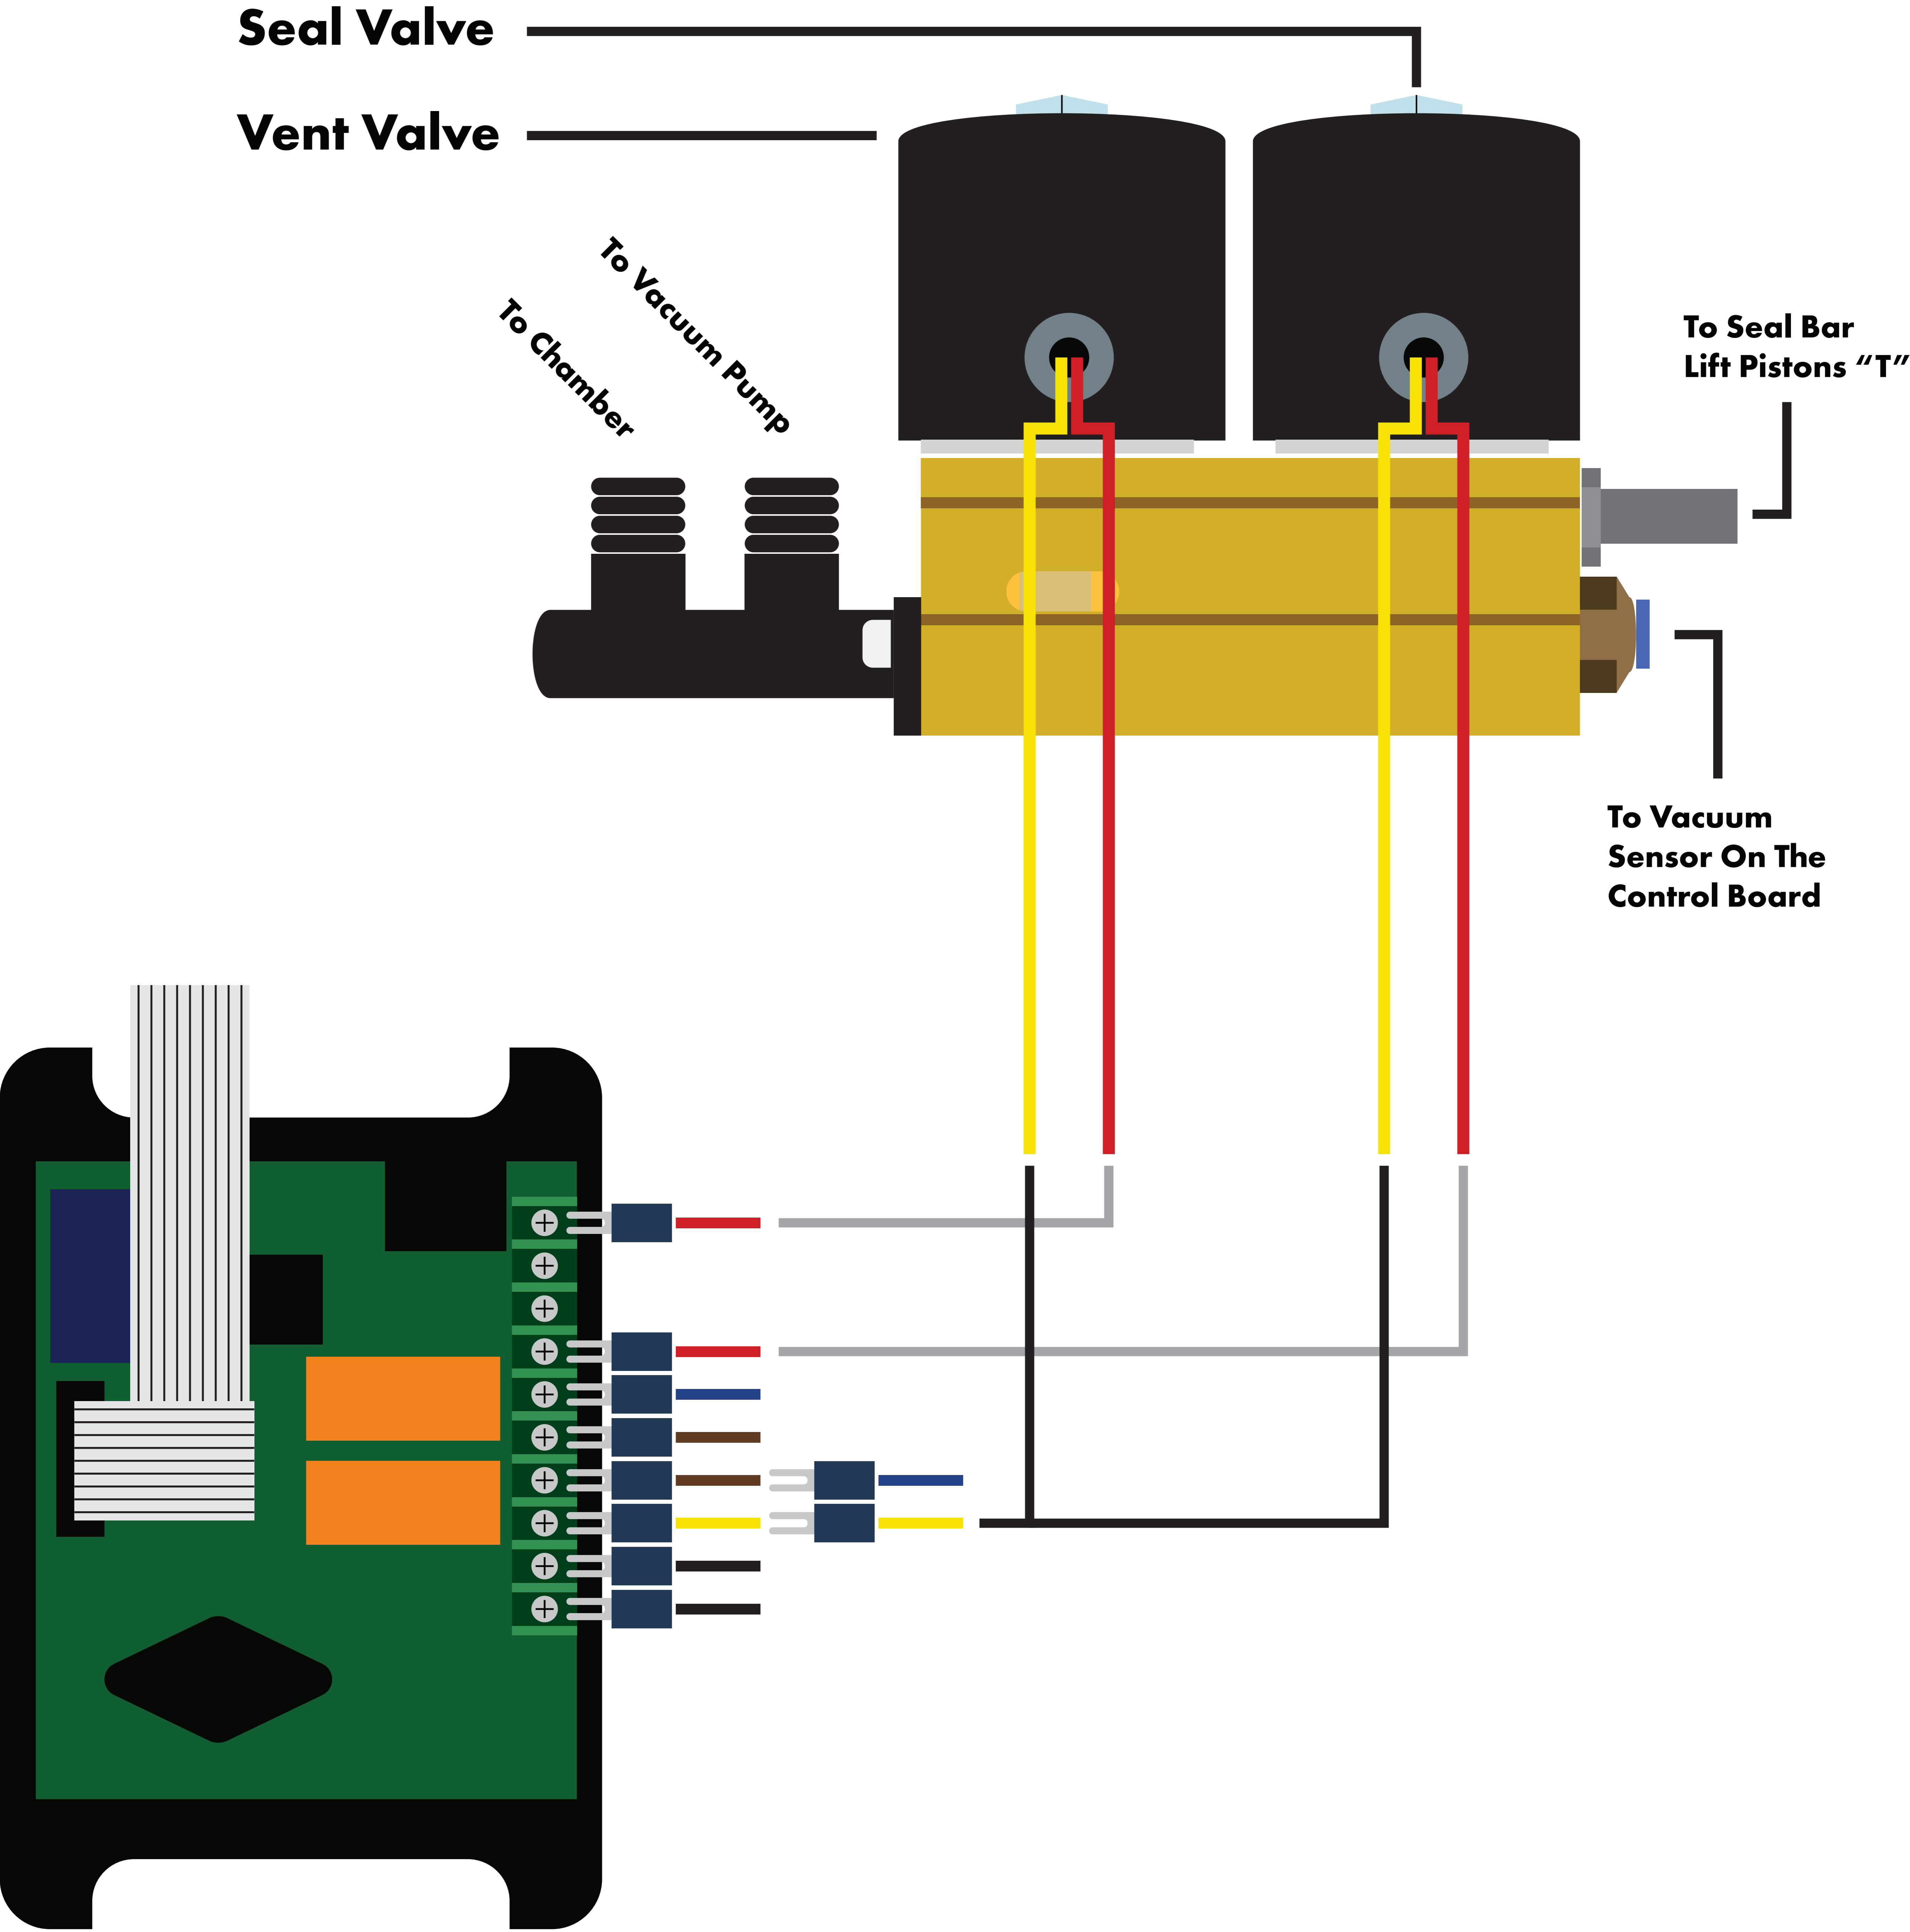 Seal Valve
Vent Valve
To Chamber
To Vacuum Pump
To Seal Bar
Lift Pistons “T”
To Vacuum
Sensor On The
Control Board